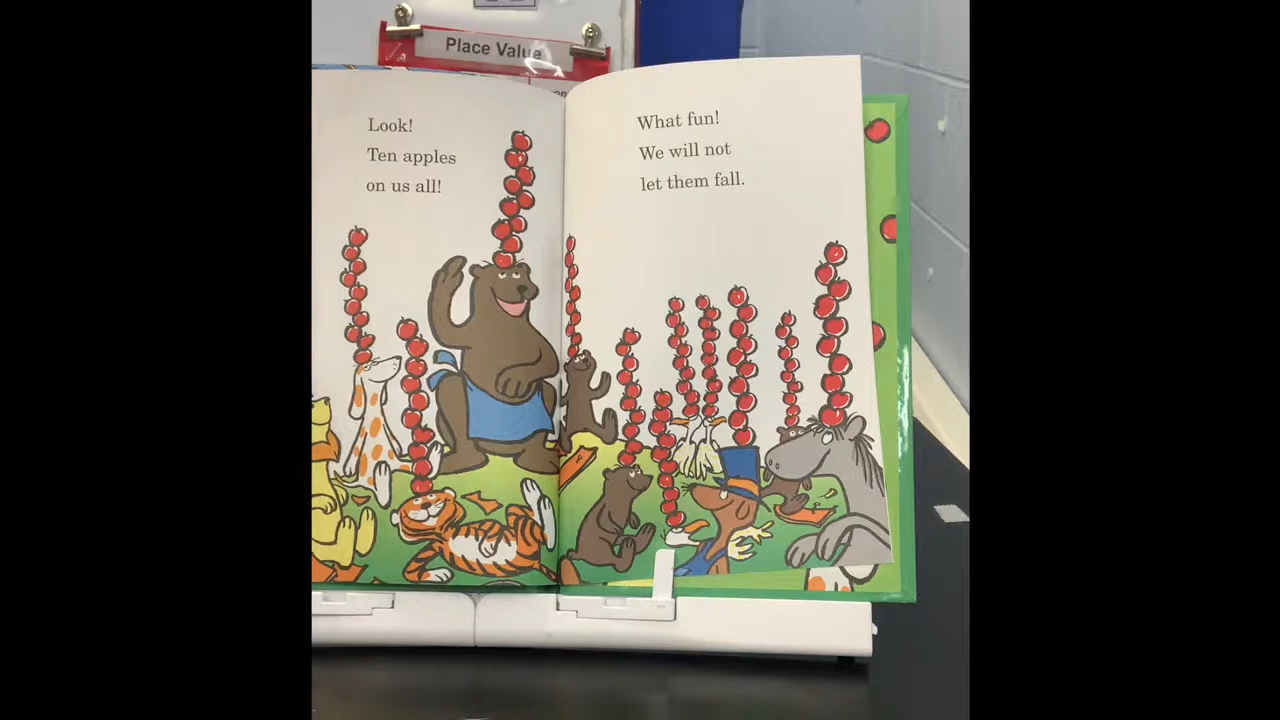 Place Value
Look!
Ten apples
on us all!
What fun!
We will not
let them fall.